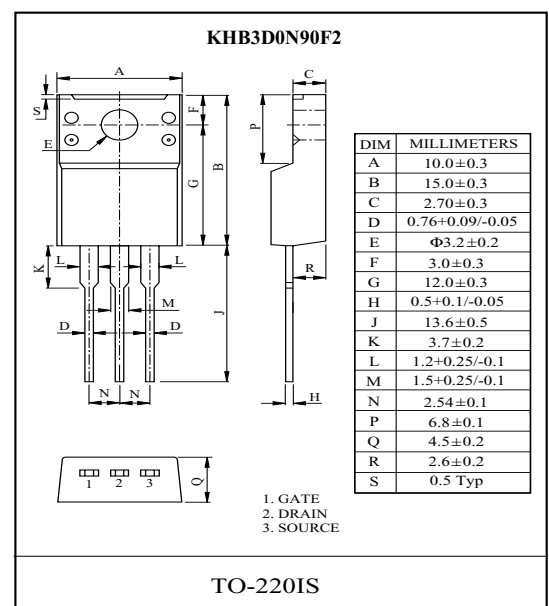 KHB3D0N90F2
A
C
S
F
P
E
B
G
K
L
L
R
M
J
D
D
N
N
H
1
2
3
Q
DIM MILLIMETERS
A 10.0±0.3
B 15.0±0.3
C 2.70±0.3
D 0.76+0.09/-0.05
E Φ3.2±0.2
F 3.0±0.3
G 12.0±0.3
H 0.5+0.1/-0.05
J 13.6±0.5
K 3.7±0.2
L 1.2+0.25/-0.1
M 1.5+0.25/-0.1
N 2.54±0.1
P 6.8±0.1
Q 4.5±0.2
R 2.6±0.2
S 0.5 Typ
1. GATE
2. DRAIN
3. SOURCE
TO-220IS